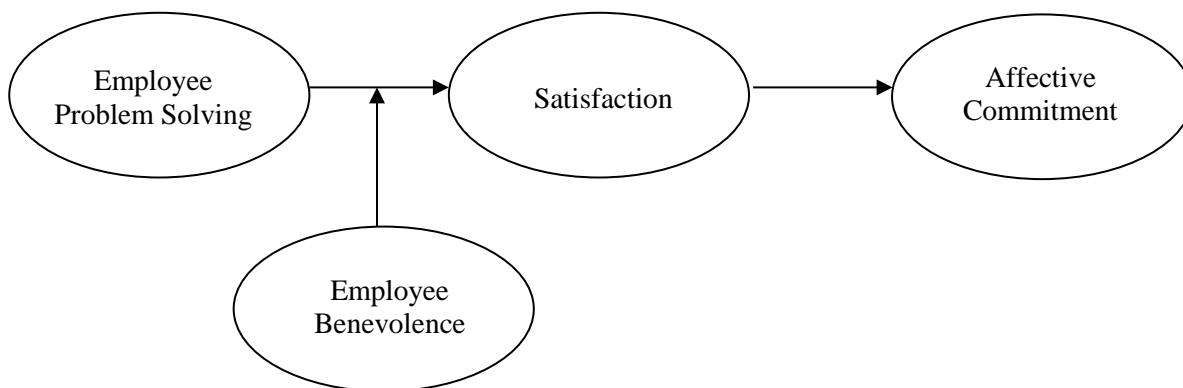 Employee
Problem Solving
Satisfaction
Affective
Commitment
Employee
Benevolence